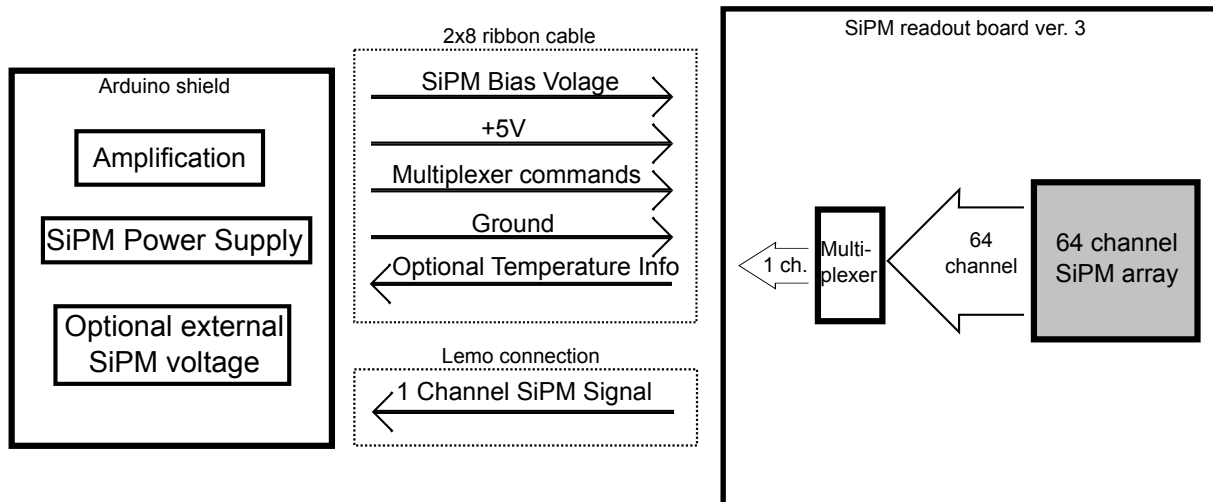 Arduino shield
Amplification
SiPM Power Supply
Optional external
SiPM voltage
2x8 ribbon cable
SiPM Bias Volage
+5V
Multiplexer commands
Ground
Optional Temperature Info
Lemo connection
1 Channel SiPM Signal
SiPM readout board ver. 3
1 ch.
Multi-
plexer
64
channel
64 channel
SiPM array